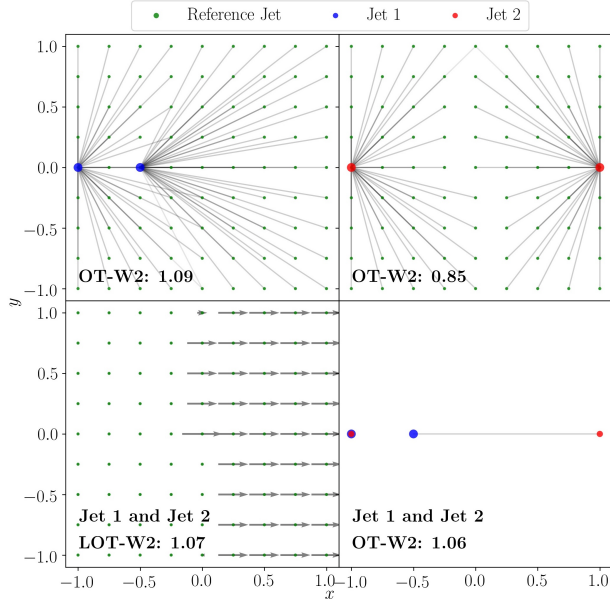 Reference Jet Jet 1 Jet 2
1.0
0.5
0.0
−0.5
−1.0
OT-W2: 1.09
OT-W2: 0.85
y
1.0
0.5
0.0
−0.5
−1.0
Jet 1 and Jet 2
LOT-W2: 1.07
Jet 1 and Jet 2
OT-W2: 1.06
−1.0 −0.5 0.0 0.5 1.0 −1.0 −0.5 0.0 0.5 1.0
x